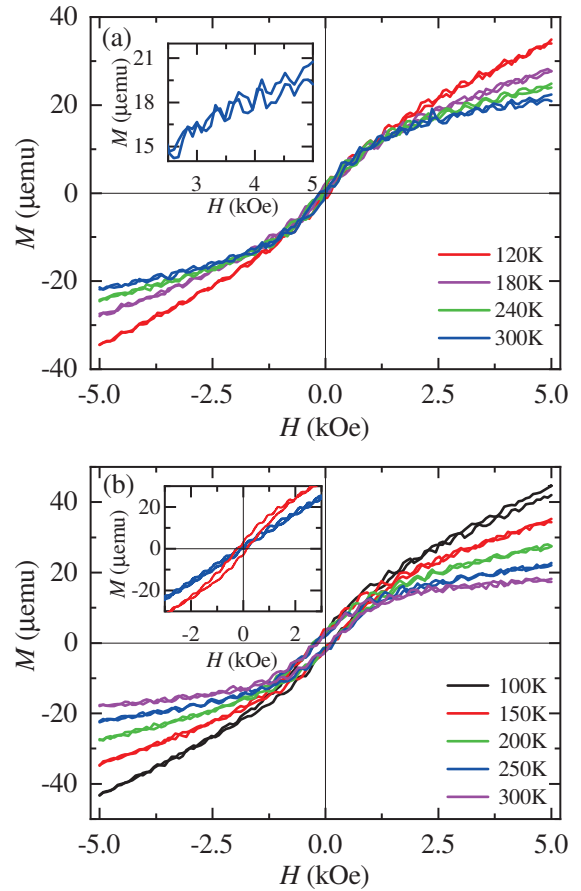 (a)
40
20
0
-20
-40
M (μemu)
-5.0 -2.5 0.0 2.5 5.0
H (kOe)
21
18
15
M (μemu)
3 4 5
H (kOe)
120K
180K
240K
300K
(b)
40
20
0
-20
-40
M (μemu)
-5.0 -2.5 0.0 2.5 5.0
H (kOe)
20
0
-20
M (μemu)
-2 0 2
H (kOe)
100K
150K
200K
250K
300K